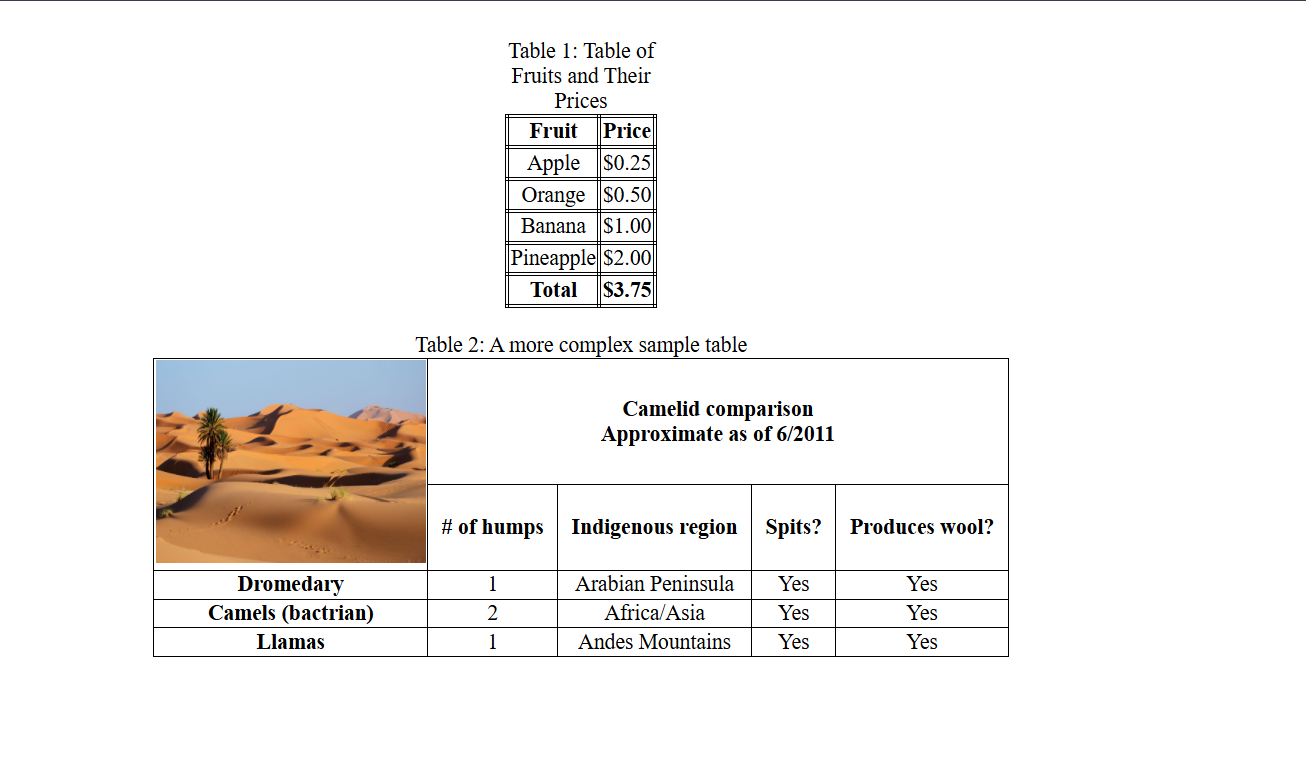 Table 1: Table of
Fruits and Their
Prices
Fruit Price
Apple $0.25
Orange $0.50
Banana $1.00
Pineapple $2.00
Total $3.75
Table 2: A more complex sample table
Camelid comparison
Approximate as of 6/2011
# of humps Indigenous region Spits? Produces wool?
Dromedary 1 Arabian Peninsula Yes Yes
Camels (bactrian) 2 Africa/Asia Yes Yes
Llamas 1 Andes Mountains Yes Yes